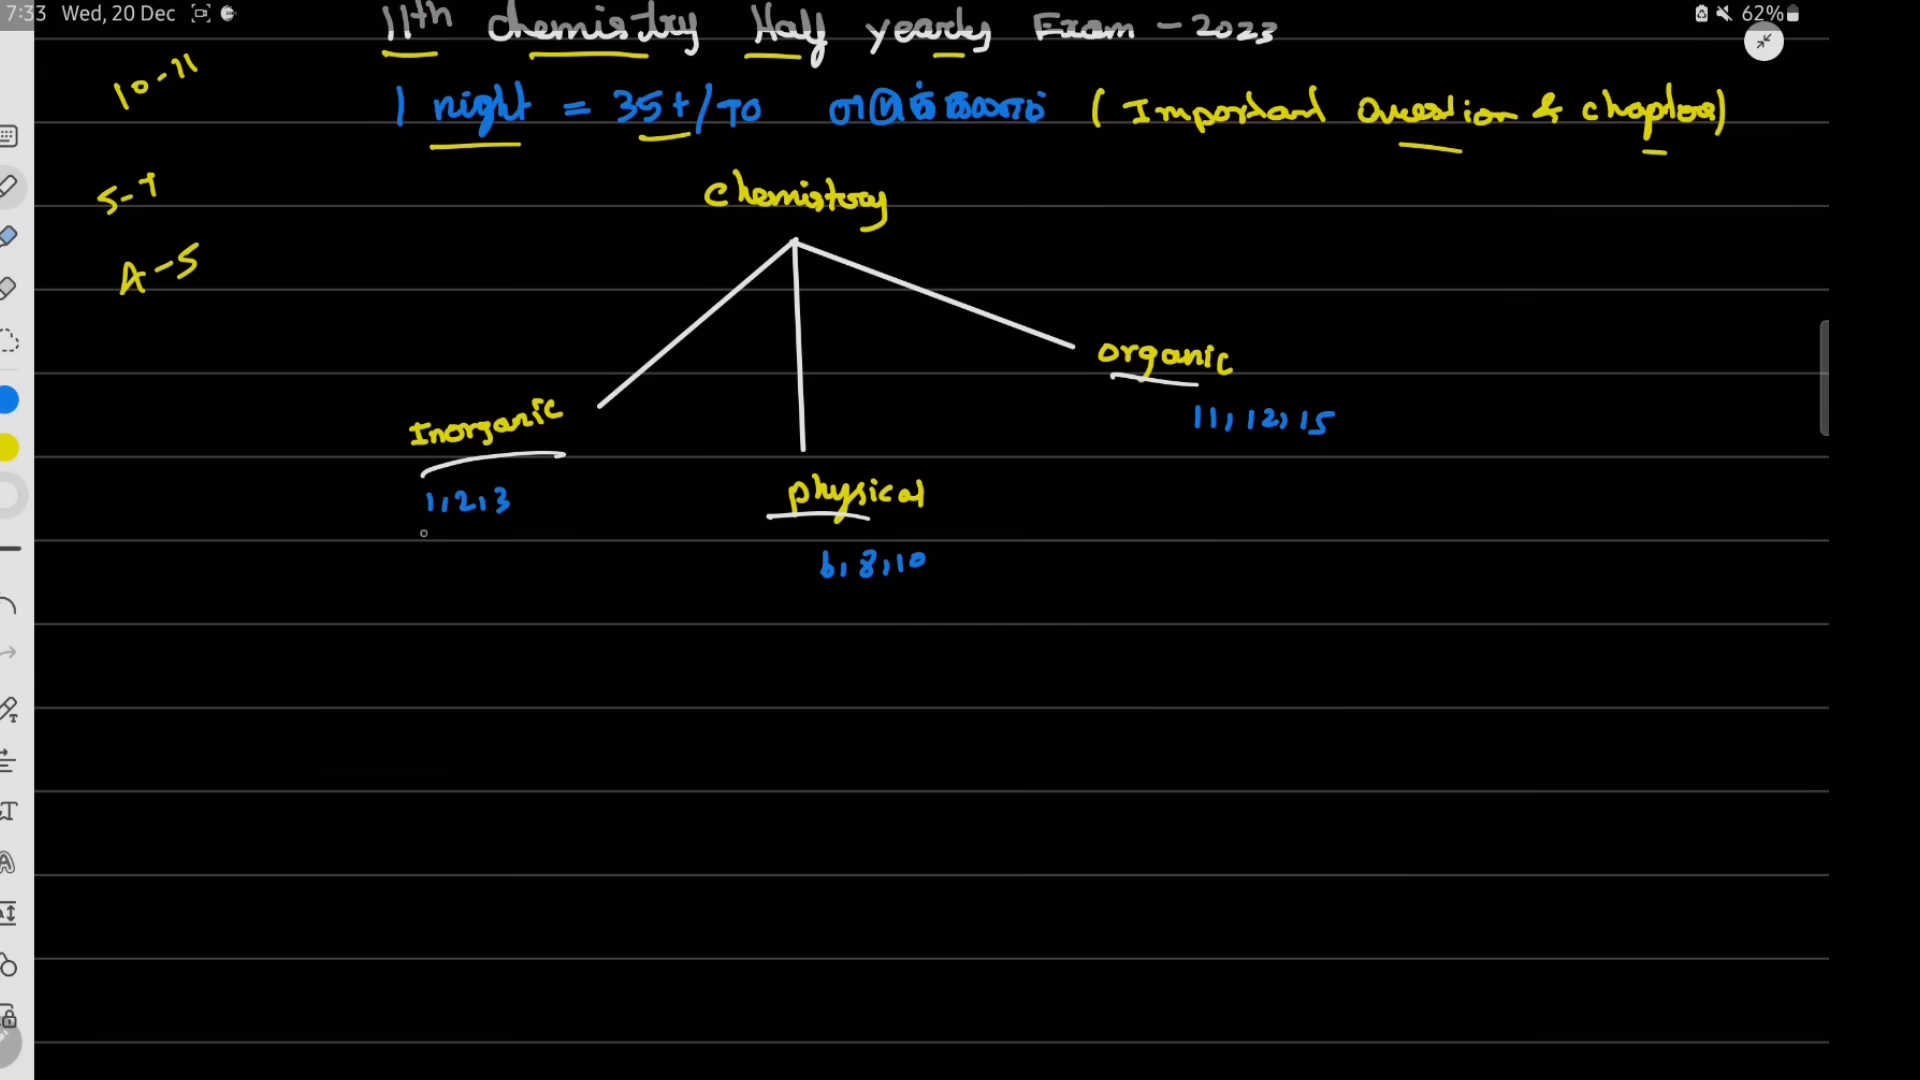 7:33 Wed, 20 Dec 62%
11th chemistry Half yearly Exam - 2023
10-11
1 night = 35+/70 (Important Question & chapters)
5-7
chemistry
A-5
organic
11, 12, 15
Inorganic
1, 2, 3
physical
6, 8, 10